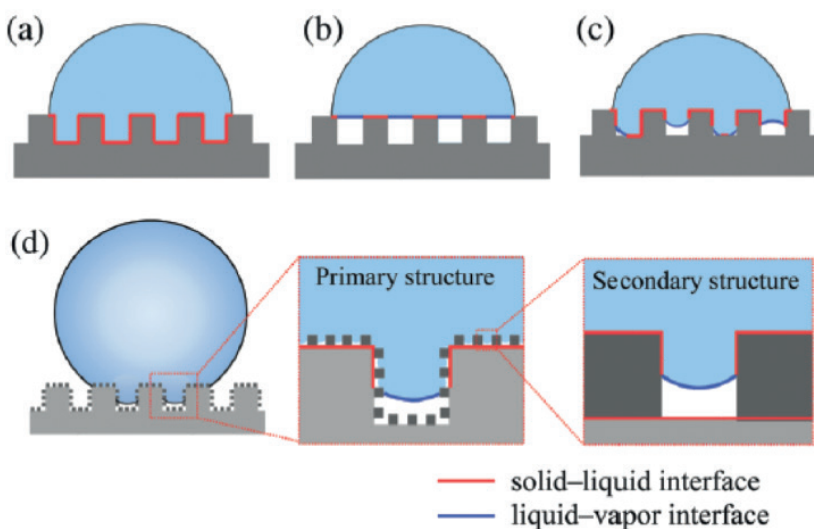 (a)
(b)
(c)
(d)
Primary structure
Secondary structure
solid–liquid interface
liquid–vapor interface